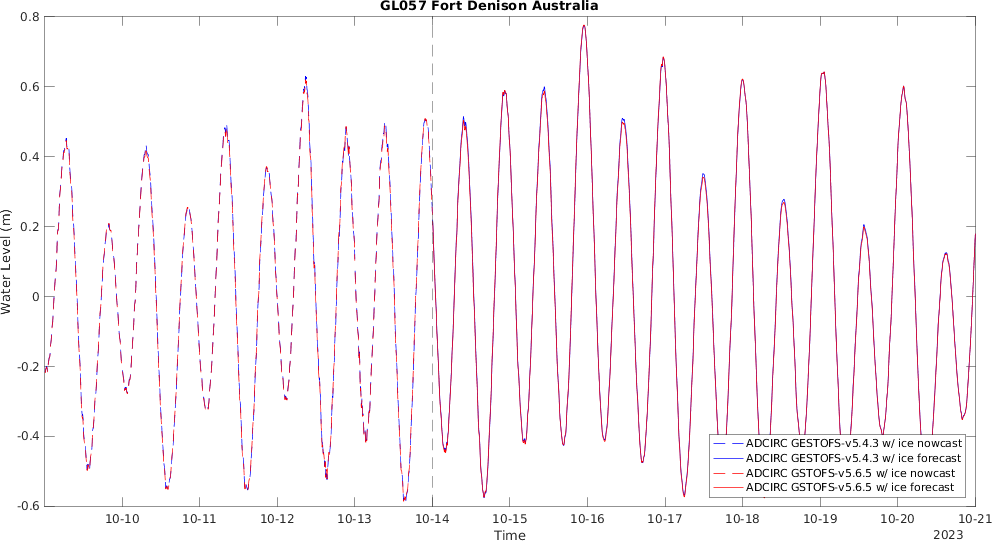 GL057 Fort Denison Australia
0.8
0.6
0.4
0.2
0
-0.2
-0.4
-0.6
Water Level (m)
ADCIRC GESTOFS-v5.4.3 w/ ice nowcast
ADCIRC GESTOFS-v5.4.3 w/ ice forecast
ADCIRC GSTOFS-v5.6.5 w/ ice nowcast
ADCIRC GSTOFS-v5.6.5 w/ ice forecast
10-10 10-11 10-12 10-13 10-14 10-15 10-16 10-17 10-18 10-19 10-20 10-21
Time
2023